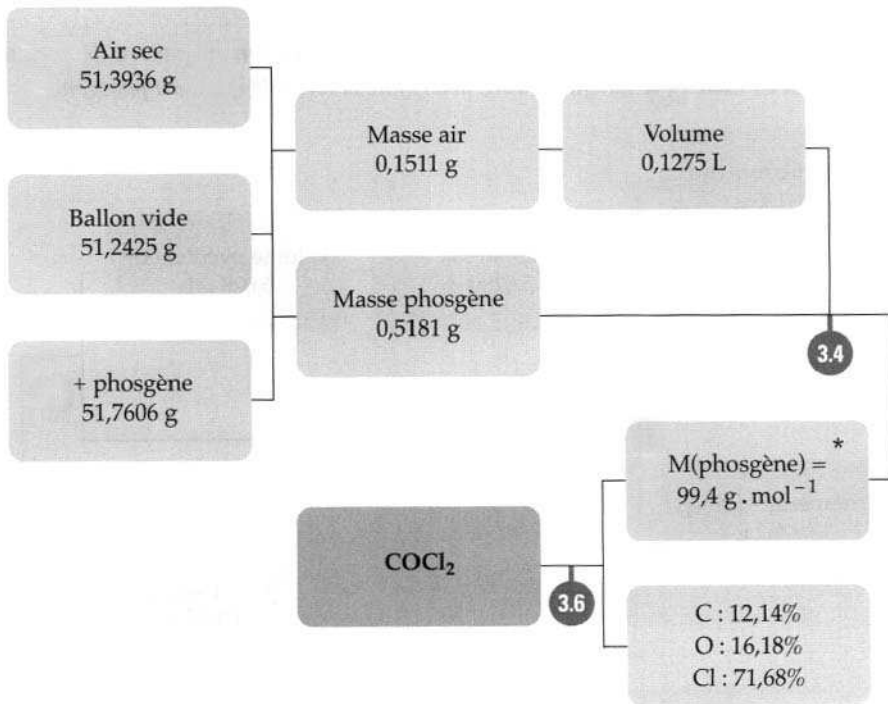 Air sec
51,3936 g
Masse air
0,1511 g
Volume
0,1275 L
Ballon vide
51,2425 g
Masse phosgène
0,5181 g
3.4
+ phosgène
51,7606 g
M(phosgène) = *
99,4 g . mol⁻¹
COCl₂
3.6
C : 12,14%
O : 16,18%
Cl : 71,68%